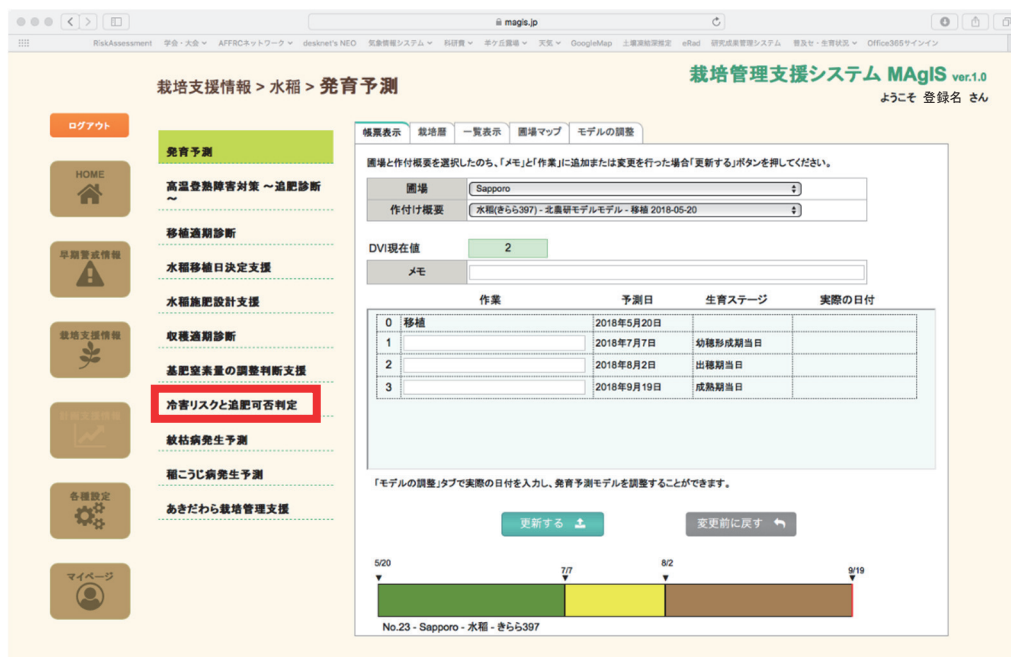 magis.jp
RiskAssessment 学会・大会 AFFRCネットワーク desknet's NEO 気象情報システム 科研費 羊ケ丘圃場 天気 GoogleMap 土壌凍結深推定 eRad 研究成果管理システム 普及せ・生育状況 Office365サインイン
栽培支援情報 > 水稲 > 発育予測
栽培管理支援システム MAgIS ver.1.0
ようこそ 登録名 さん
ログアウト
HOME
早期警戒情報
栽培支援情報
各種設定
マイページ
発育予測
高温登熟障害対策 ～追肥診断
～
移植適期診断
水稲移植日決定支援
水稲施肥設計支援
収穫適期診断
基肥窒素量の調整判断支援
冷害リスクと追肥可否判定
紋枯病発生予測
稲こうじ病発生予測
あきだわら栽培管理支援
帳票表示 栽培暦 一覧表示 圃場マップ モデルの調整
圃場と作付概要を選択したのち、「メモ」と「作業」に追加または変更を行った場合「更新する」ボタンを押してください。
圃場 Sapporo
作付け概要 水稲(きらら397) - 北農研モデルモデル - 移植 2018-05-20
DVI現在値 2
メモ
作業 予測日 生育ステージ 実際の日付
0 移植 2018年5月20日
1 2018年7月7日 幼穂形成期当日
2 2018年8月2日 出穂期当日
3 2018年9月19日 成熟期当日
「モデルの調整」タブで実際の日付を入力し、発育予測モデルを調整することができます。
更新する 変更前に戻す
5/20 7/7 8/2 9/19
No.23 - Sapporo - 水稲 - きらら397